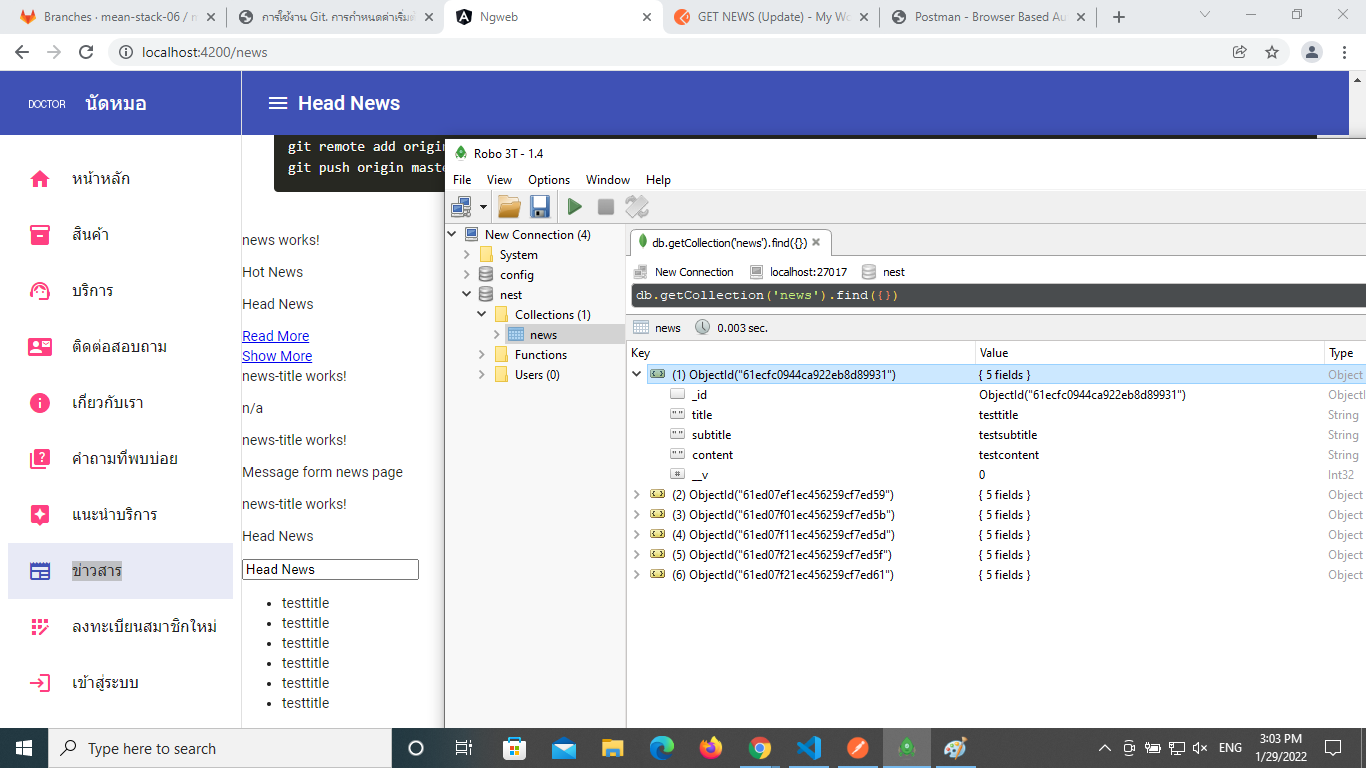 Branches · mean-stack-06 / m
การใช้งาน Git. การกำหนดค่าเริ่มต้
Ngweb
GET NEWS (Update) - My Wo
Postman - Browser Based Au
localhost:4200/news
DOCTOR นัดหมอ
Head News
หน้าหลัก
สินค้า
บริการ
ติดต่อสอบถาม
เกี่ยวกับเรา
คำถามที่พบบ่อย
แนะนำบริการ
ข่าวสาร
ลงทะเบียนสมาชิกใหม่
เข้าสู่ระบบ
git remote add origin
git push origin maste
news works!
Hot News
Head News
Read More
Show More
news-title works!
n/a
news-title works!
Message form news page
news-title works!
Head News
Head News
testtitle
testtitle
testtitle
testtitle
testtitle
testtitle
Robo 3T - 1.4
File View Options Window Help
New Connection (4)
System
config
nest
Collections (1)
news
Functions
Users (0)
db.getCollection('news').find({})
New Connection localhost:27017 nest
db.getCollection('news').find({})
news 0.003 sec.
Key Value Type
(1) ObjectId("61ecfc0944ca922eb8d89931") { 5 fields } Object
_id ObjectId("61ecfc0944ca922eb8d89931") ObjectI
title testtitle String
subtitle testsubtitle String
content testcontent String
__v 0 Int32
(2) ObjectId("61ed07ef1ec456259cf7ed59") { 5 fields } Object
(3) ObjectId("61ed07f01ec456259cf7ed5b") { 5 fields } Object
(4) ObjectId("61ed07f11ec456259cf7ed5d") { 5 fields } Object
(5) ObjectId("61ed07f21ec456259cf7ed5f") { 5 fields } Object
(6) ObjectId("61ed07f21ec456259cf7ed61") { 5 fields } Object
Type here to search
ENG
3:03 PM
1/29/2022